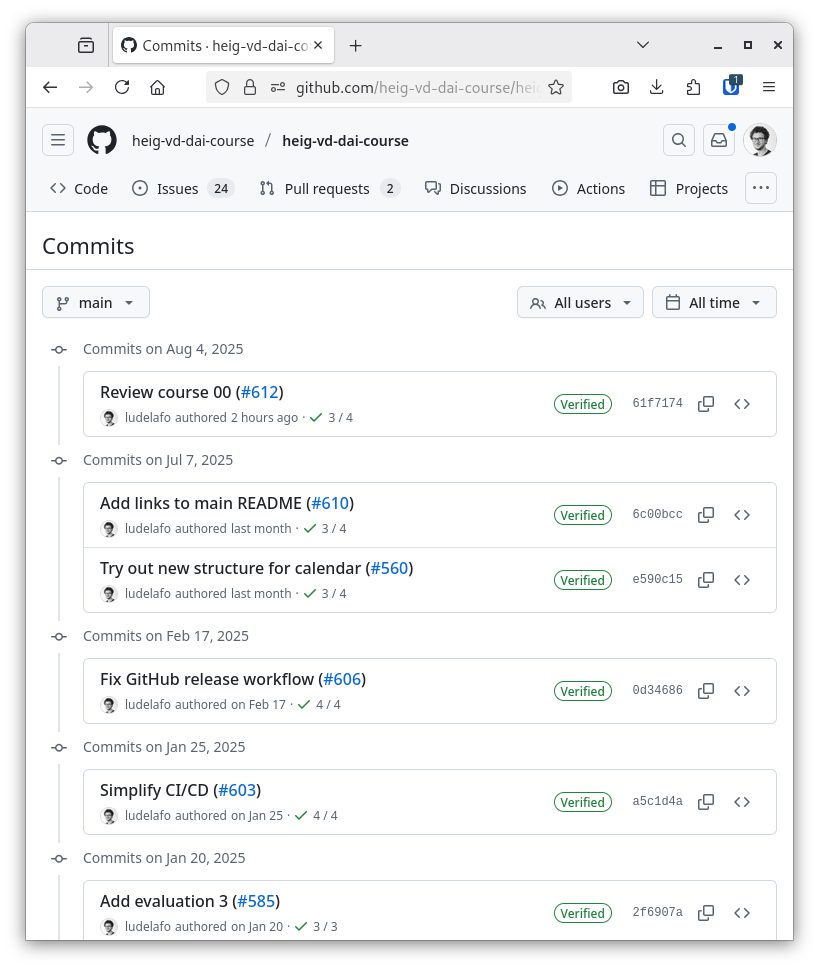 Commits · heig-vd-dai-co
1
github.com/heig-vd-dai-course/heig
heig-vd-dai-course / heig-vd-dai-course
Code Issues 24 Pull requests 2 Discussions Actions Projects
Commits
main All users All time
Commits on Aug 4, 2025
Review course 00 (#612)
ludelafo authored 2 hours ago · 3 / 4
Verified 61f7174
Commits on Jul 7, 2025
Add links to main README (#610)
ludelafo authored last month · 3 / 4
Verified 6c00bcc
Try out new structure for calendar (#560)
ludelafo authored last month · 3 / 4
Verified e590c15
Commits on Feb 17, 2025
Fix GitHub release workflow (#606)
ludelafo authored on Feb 17 · 4 / 4
Verified 0d34686
Commits on Jan 25, 2025
Simplify CI/CD (#603)
ludelafo authored on Jan 25 · 4 / 4
Verified a5c1d4a
Commits on Jan 20, 2025
Add evaluation 3 (#585)
ludelafo authored on Jan 20 · 3 / 3
Verified 2f6907a